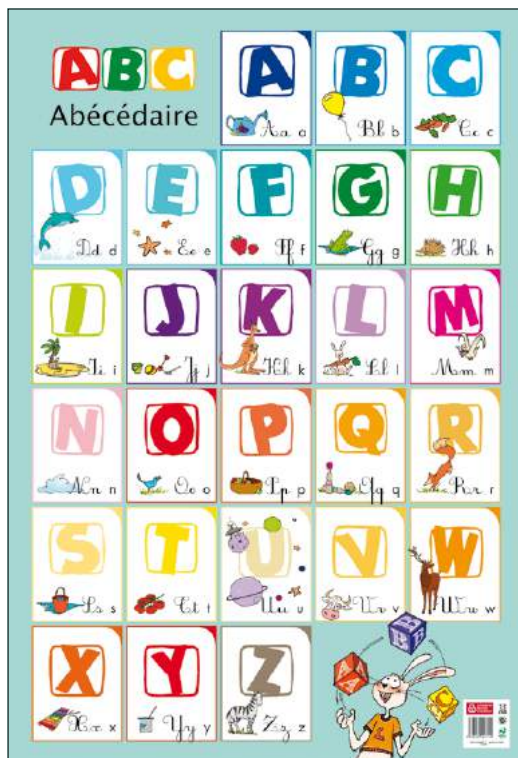 ABC
Abécédaire
A
Aa a
B
Bb b
C
Cc c
D
Dd d
E
Ee e
F
Ff f
G
Gg g
H
Hh h
I
Ii i
J
Jj j
K
Kk k
L
Ll l
M
Mm m
N
Nn n
O
Oo o
P
Pp p
Q
Qq q
R
Rr r
S
Ss s
T
Tt t
U
Uu u
V
Vv v
W
Ww w
X
Xx x
Y
Yy y
Z
Zz z
B
A
C
L